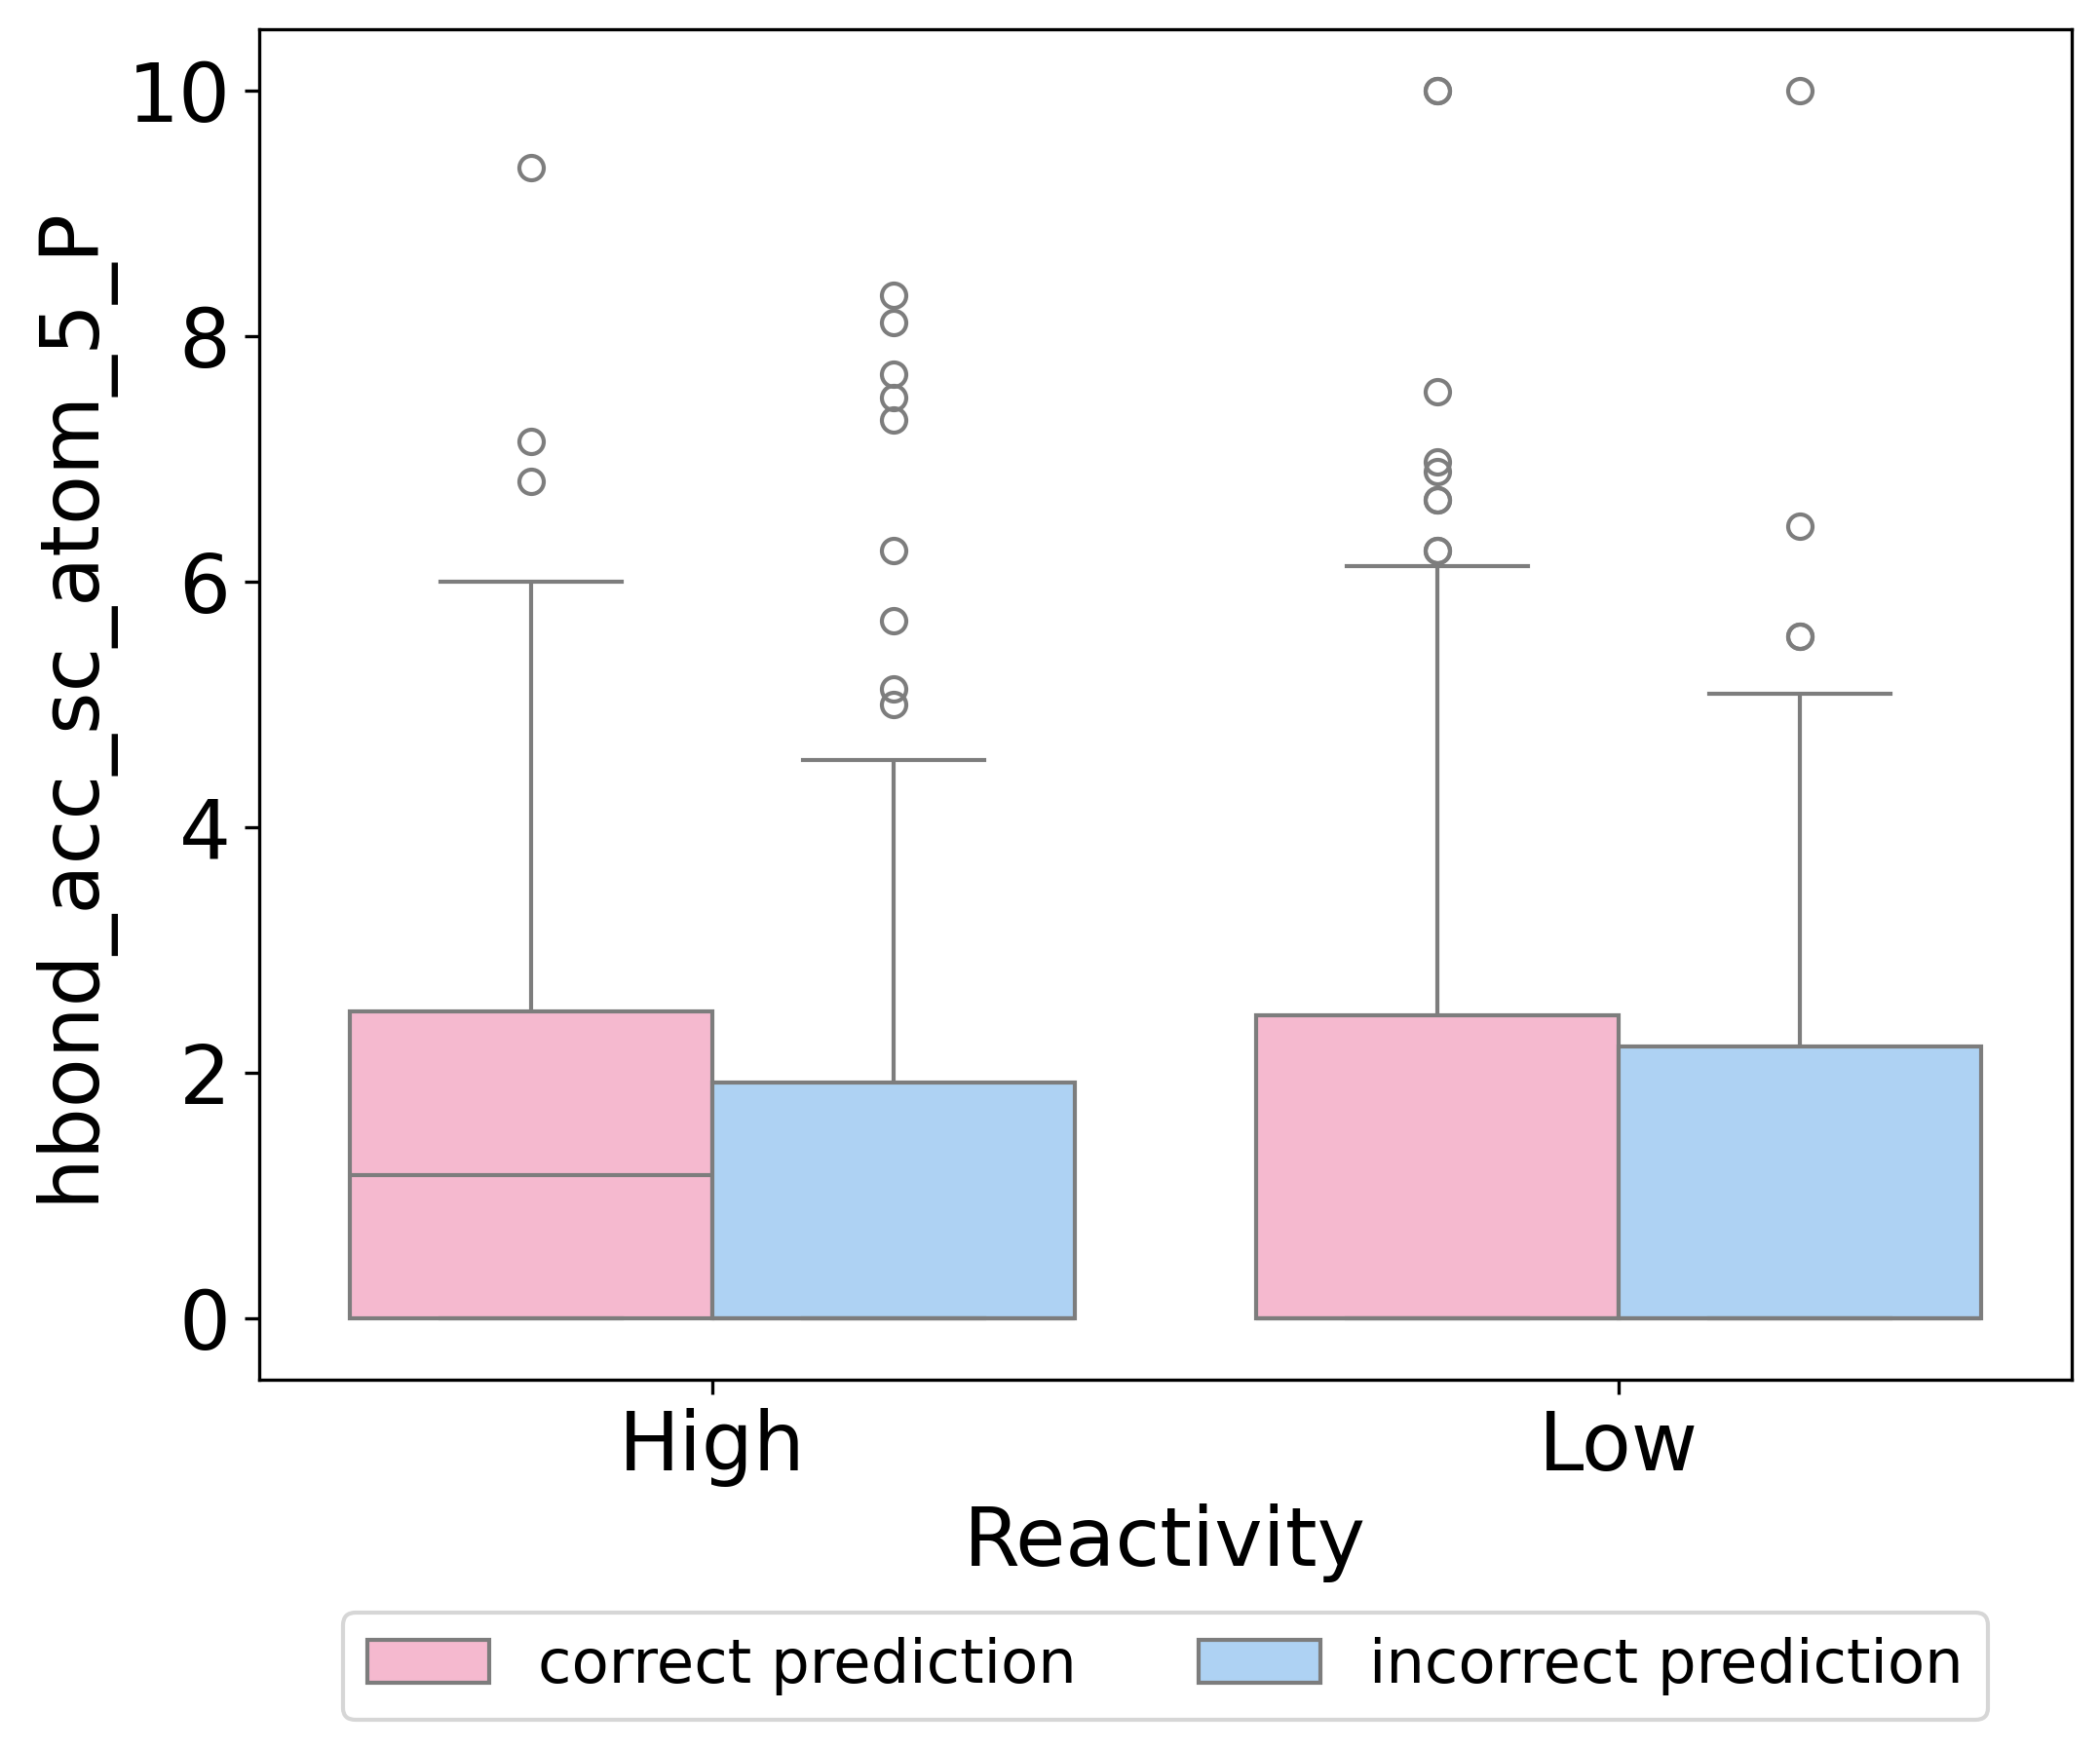 hbond_acc_sc_atom_5_P
10
8
6
4
2
0
High
Low
Reactivity
correct prediction
incorrect prediction